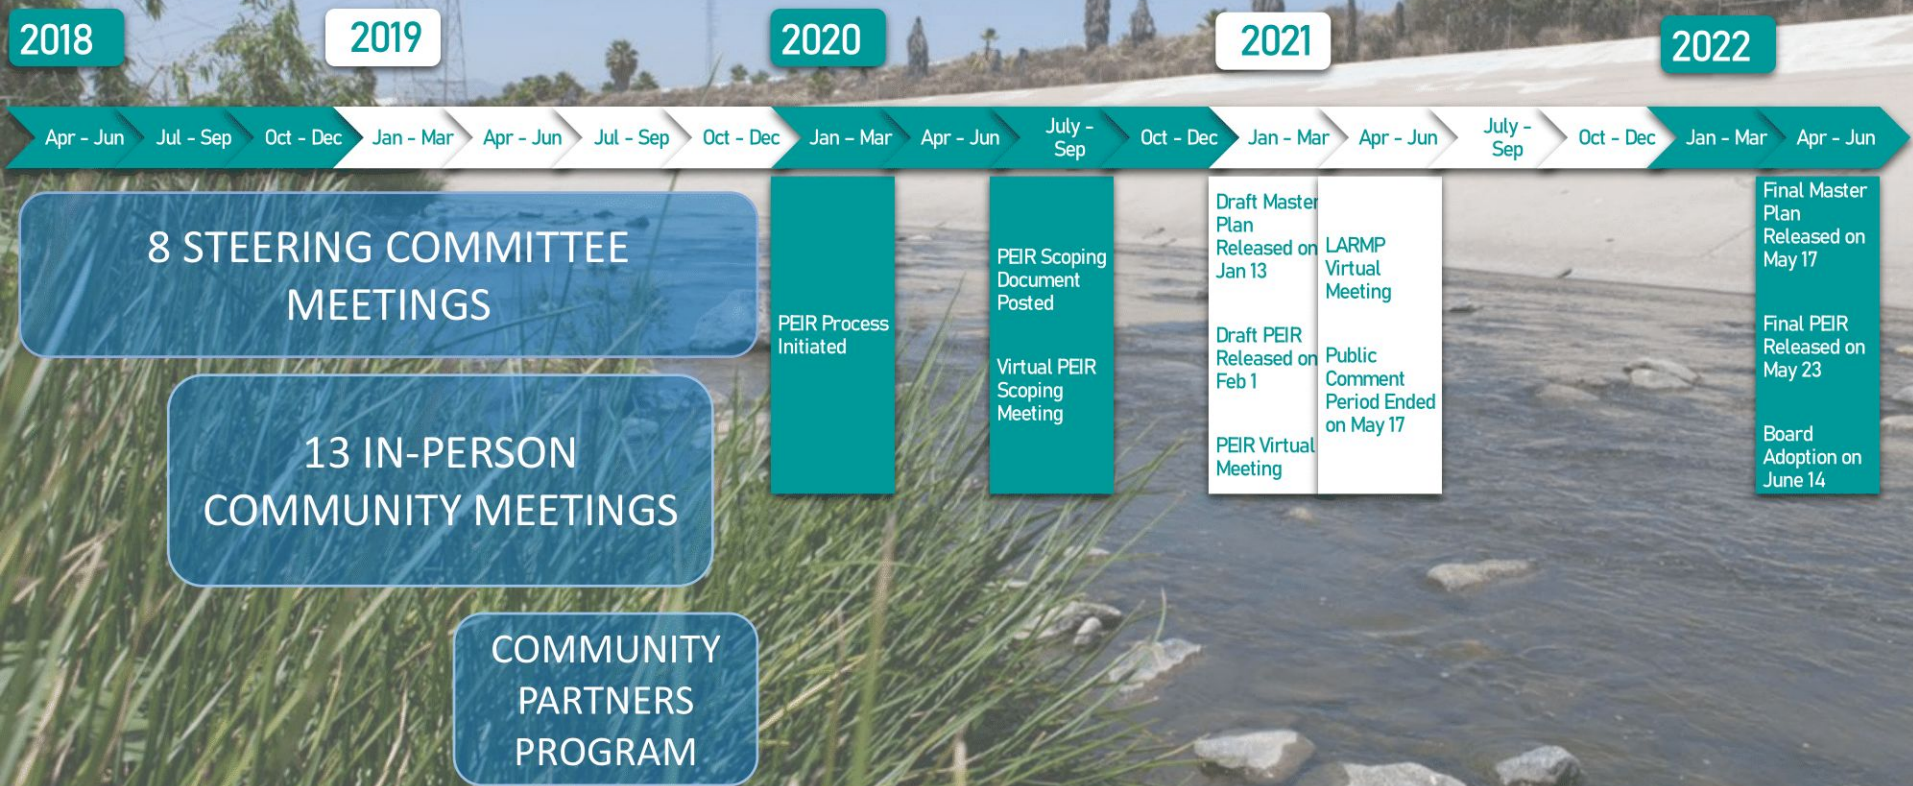 2018
2019
2020
2021
2022
Apr - Jun
Jul - Sep
Oct - Dec
Jan - Mar
Apr - Jun
Jul - Sep
Oct - Dec
Jan - Mar
Apr - Jun
July -
Sep
Oct - Dec
Jan - Mar
Apr - Jun
July -
Sep
Oct - Dec
Jan - Mar
Apr - Jun
8 STEERING COMMITTEE
MEETINGS
13 IN-PERSON
COMMUNITY MEETINGS
COMMUNITY
PARTNERS
PROGRAM
PEIR Process
Initiated
PEIR Scoping
Document
Posted
Virtual PEIR
Scoping
Meeting
Draft Master
Plan
Released on
Jan 13
Draft PEIR
Released on
Feb 1
PEIR Virtual
Meeting
LARMP
Virtual
Meeting
Public
Comment
Period Ended
on May 17
Final Master
Plan
Released on
May 17
Final PEIR
Released on
May 23
Board
Adoption on
June 14